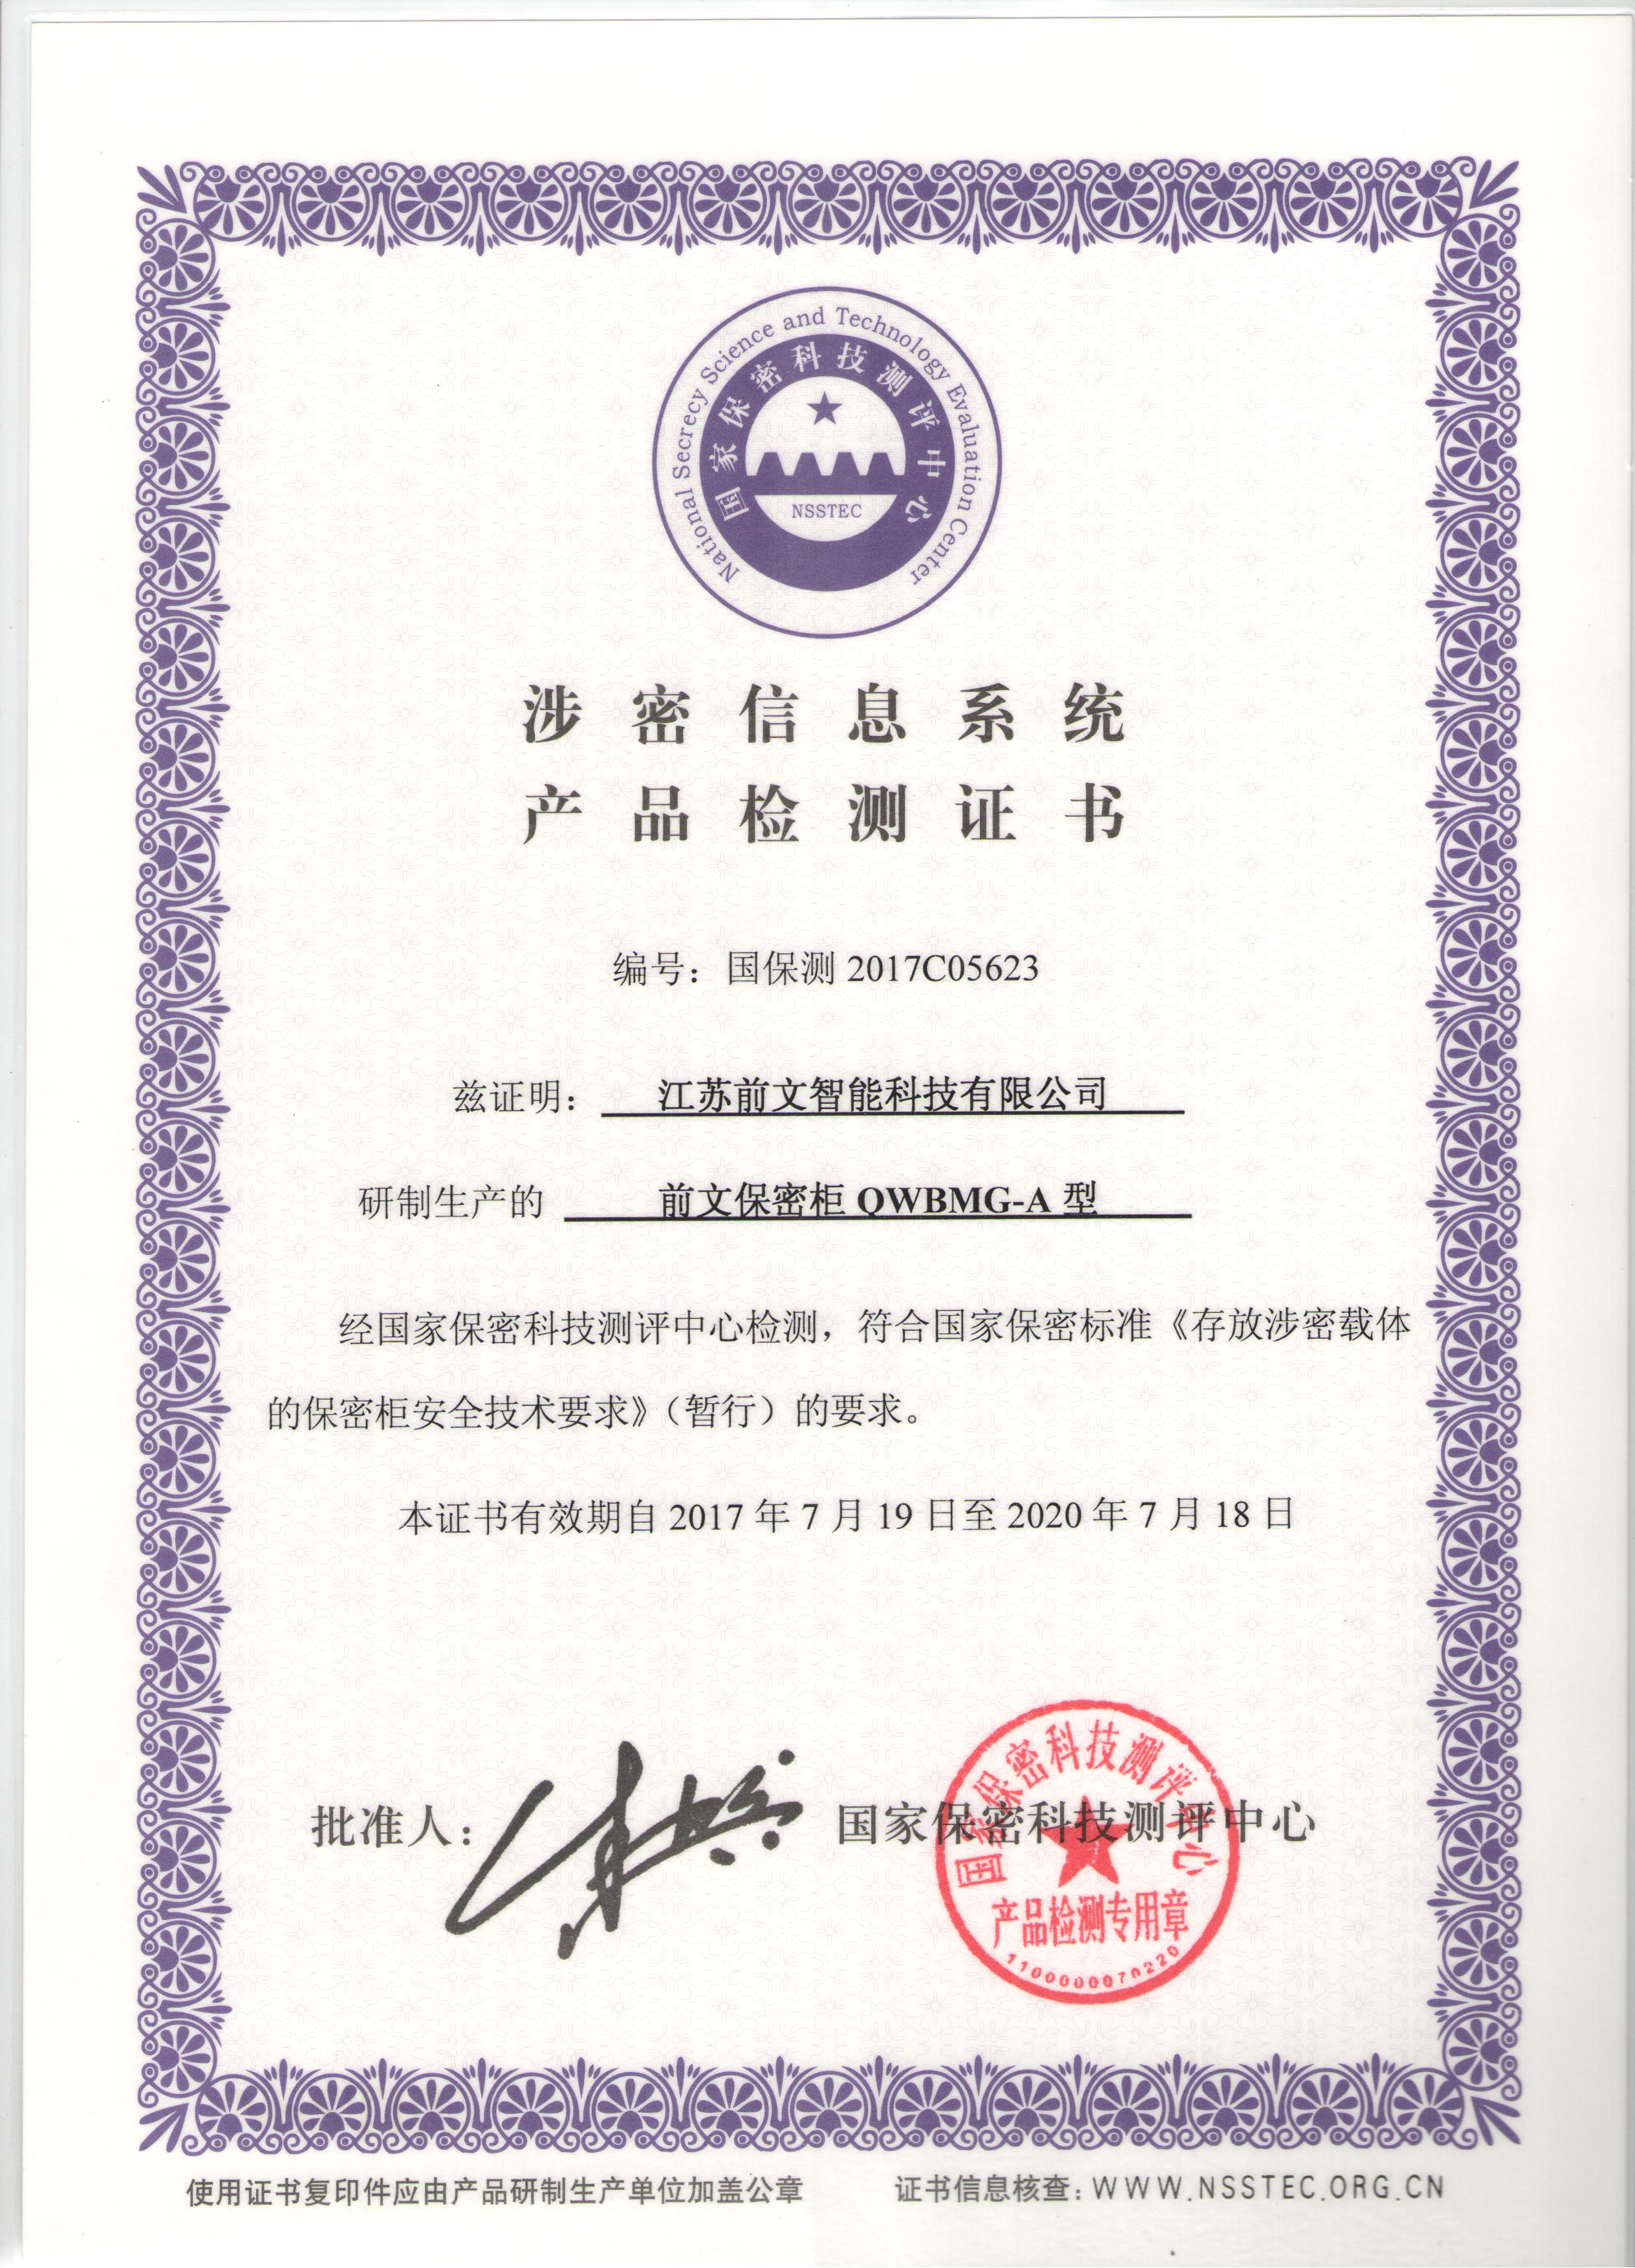 National Secrecy Science and Technology Evaluation Center
国家保密科技测评中心
NSSTEC
涉密信息系统
产品检测证书
编号：国保测 2017C05623
兹证明：江苏前文智能科技有限公司
研制生产的 前文保密柜 QWBMG-A 型
经国家保密科技测评中心检测，符合国家保密标准《存放涉密载体
的保密柜安全技术要求》（暂行）的要求。
本证书有效期自 2017 年 7 月 19 日至 2020 年 7 月 18 日
批准人：
国家保密科技测评中心
国家保密科技测评中心
产品检测专用章
1100000070220
使用证书复印件应由产品研制生产单位加盖公章
证书信息核查：WWW.NSSTEC.ORG.CN